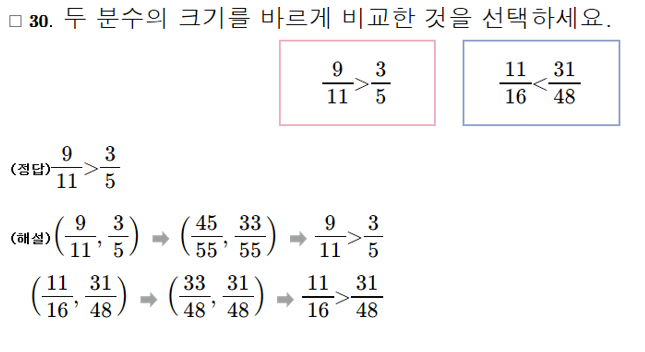 □ 30. 두 분수의 크기를 바르게 비교한 것을 선택하세요.
9/11 > 3/5 11/16 < 31/48
(정답) 9/11 > 3/5
(해설) (9/11, 3/5) ➡ (45/55, 33/55) ➡ 9/11 > 3/5
(11/16, 31/48) ➡ (33/48, 31/48) ➡ 11/16 > 31/48